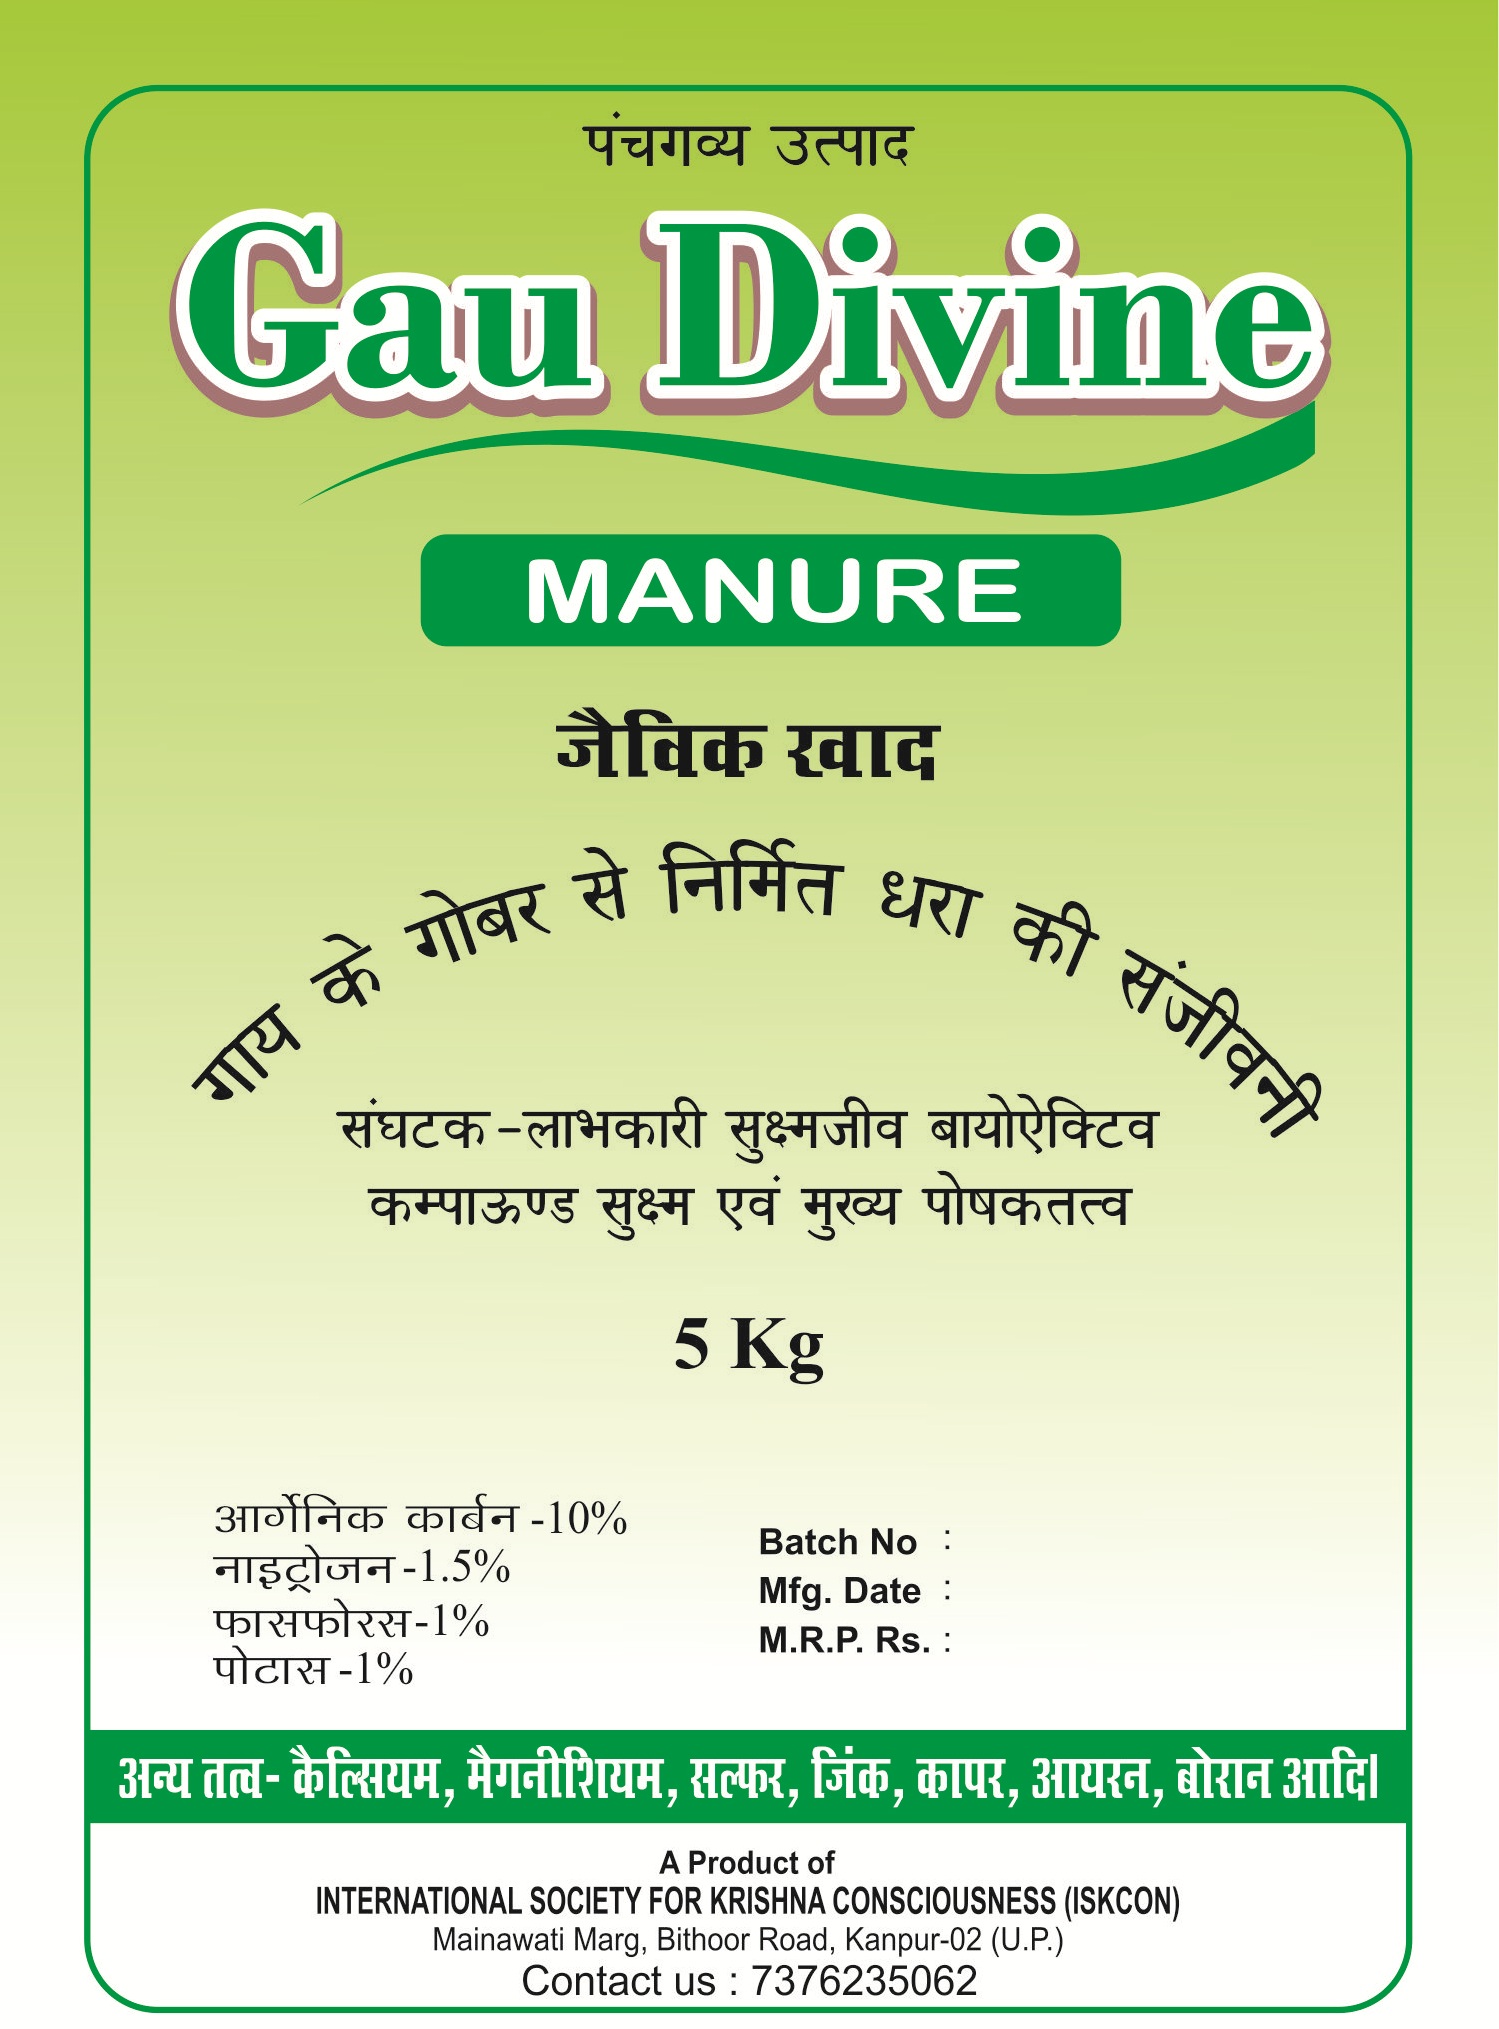 पंचगव्य उत्पाद
Gau Divine
MANURE
जैविक खाद
गाय के गोबर से निर्मित धरा की संजीवनी
संघटक -लाभकारी सुक्ष्मजीव बायोऐक्टिव
कम्पाऊण्ड सुक्ष्म एवं मुख्य पोषकतत्व
5 Kg
आर्गेनिक कार्बन -10%
नाइट्रोजन -1.5%
फासफोरस -1%
पोटास -1%
Batch No :
Mfg. Date :
M.R.P. Rs. :
अन्य तत्व- कैल्सियम, मैगनीशियम, सल्फर, जिंक, कापर, आयरन, बोरान आदि।
A Product of
INTERNATIONAL SOCIETY FOR KRISHNA CONSCIOUSNESS (ISKCON)
Mainawati Marg, Bithoor Road, Kanpur-02 (U.P.)
Contact us : 7376235062